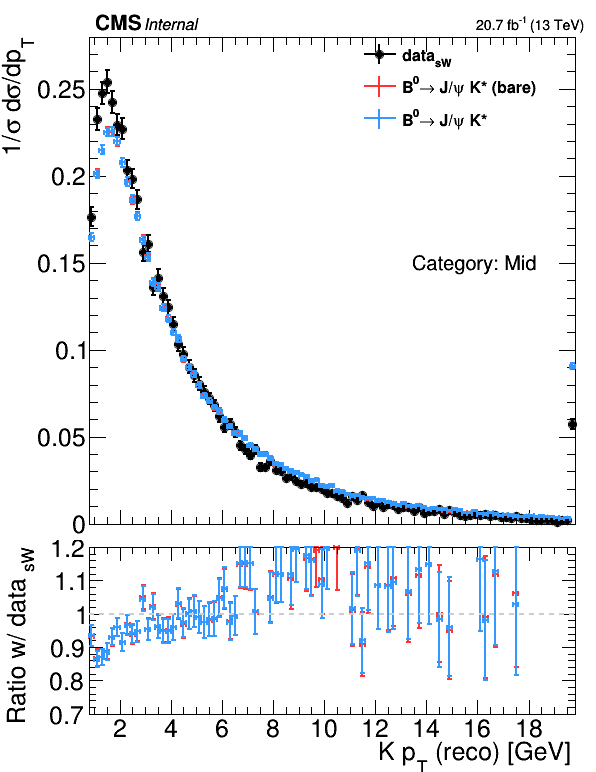 CMS Internal 20.7 fb⁻¹ (13 TeV)
1/σ dσ/dp_T
data_sW
B⁰→ J/ψ K* (bare)
B⁰→ J/ψ K*
Category: Mid
0.25
0.2
0.15
0.1
0.05
0
Ratio w/ data _sW
1.2
1.1
1
0.9
0.8
0.7
2 4 6 8 10 12 14 16 18
K p_T (reco) [GeV]